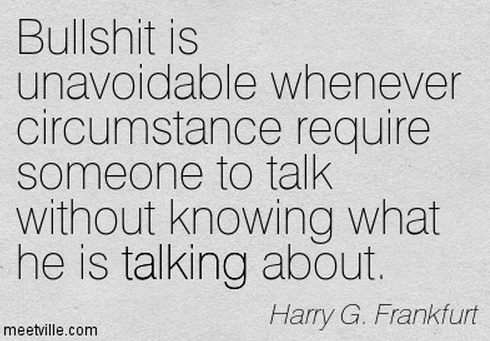 Bullshit is
unavoidable whenever
circumstance require
someone to talk
without knowing what
he is talking about.
Harry G. Frankfurt
meetville.com